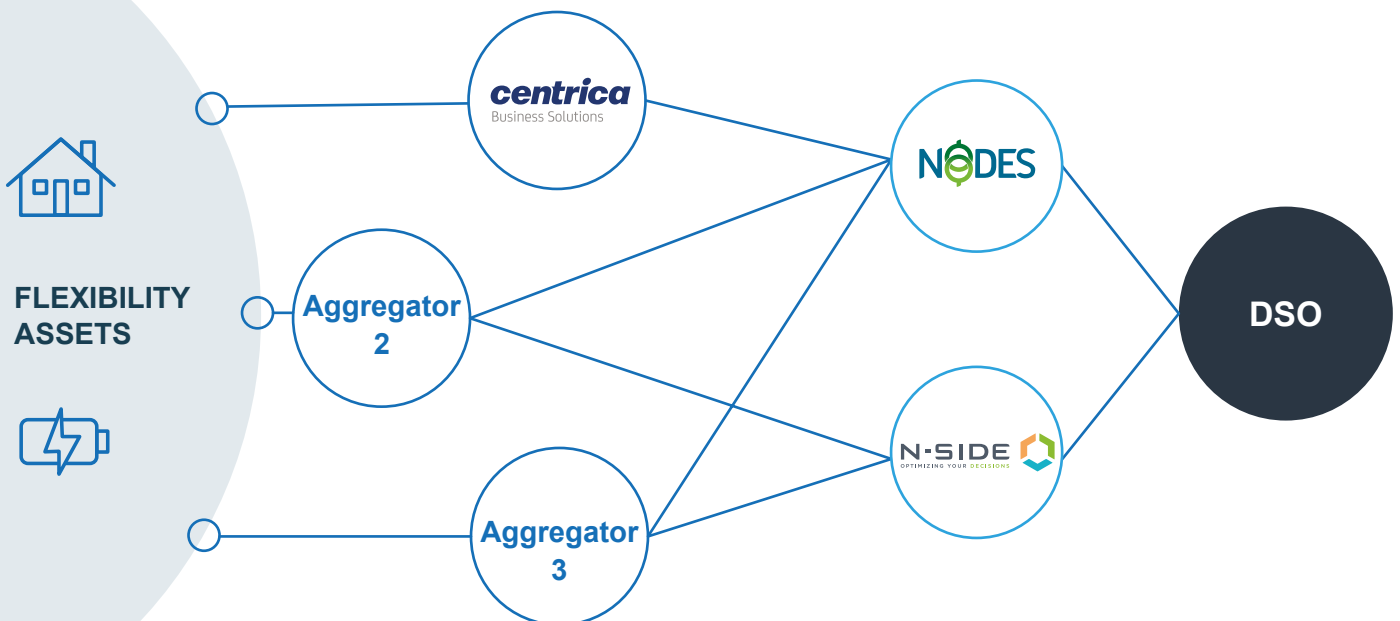 centrica
Business Solutions
NODES
FLEXIBILITY
ASSETS
Aggregator
2
DSO
N-SIDE
OPTIMIZING YOUR DECISIONS
Aggregator
3